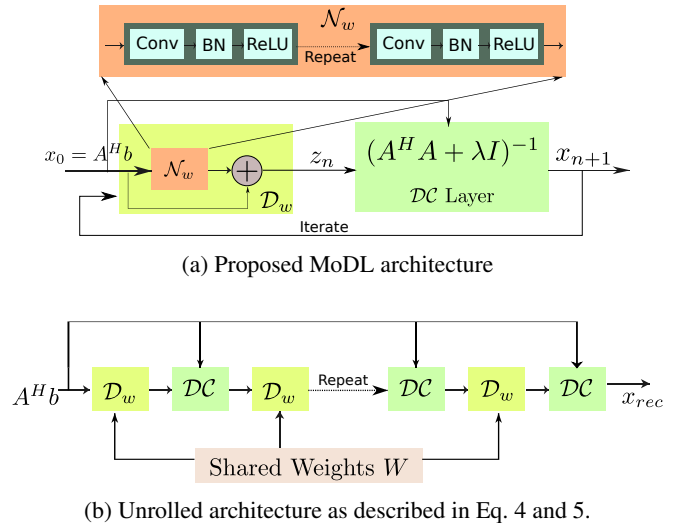 𝒩_w
Conv BN ReLU Repeat Conv BN ReLU
x_0 = A^H b
𝒩_w + 𝒟_w
z_n
(A^H A + λI)^{-1}
𝒟𝒞 Layer
x_{n+1}
Iterate
(a) Proposed MoDL architecture
A^H b 𝒟_w 𝒟𝒞 𝒟_w Repeat 𝒟𝒞 𝒟_w 𝒟𝒞 x_{rec}
Shared Weights W
(b) Unrolled architecture as described in Eq. 4 and 5.